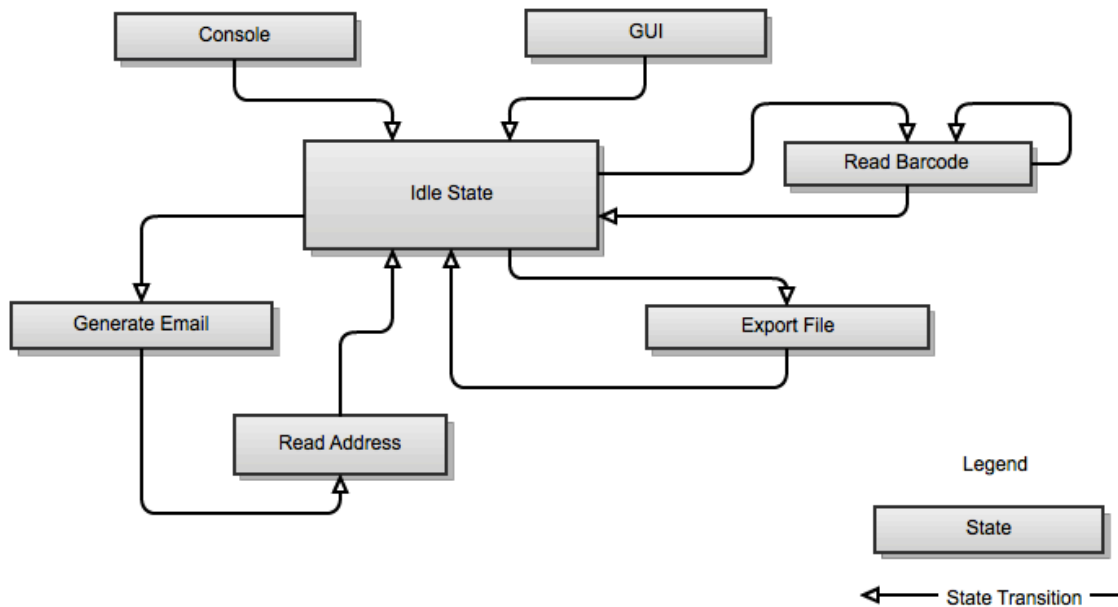 Console
GUI
Idle State
Read Barcode
Generate Email
Export File
Read Address
Legend
State
State Transition